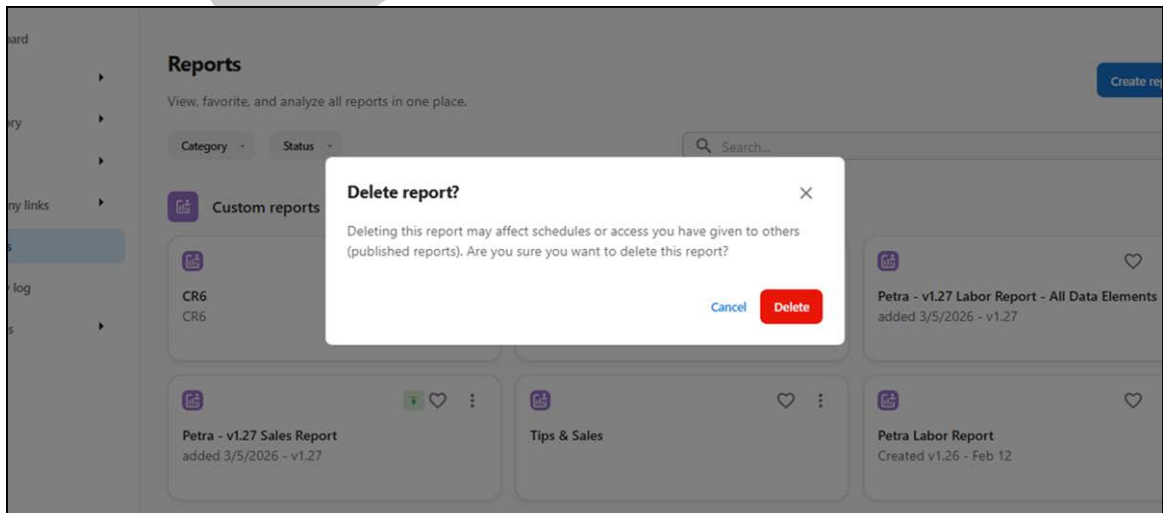 Reports
Create
View, favorite, and analyze all reports in one place.
Category
Status
Search...
ny links
Custom reports
log
Delete report?
Deleting this report may affect schedules or access you have given to others
(published reports). Are you sure you want to delete this report?
Cancel
Delete
CR6
CR6
Petra - v1.27 Labor Report - All Data Elements
added 3/5/2026 - v1.27
Petra - v1.27 Sales Report
added 3/5/2026 - v1.27
Tips & Sales
Petra Labor Report
Created v1.26 - Feb 12